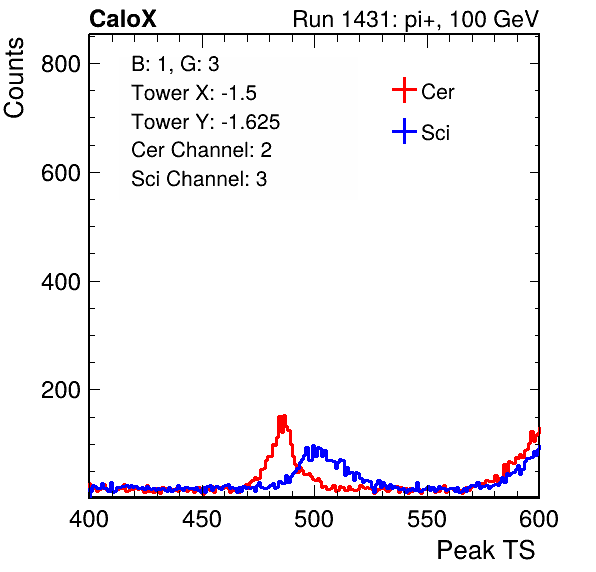 CaloX Run 1431: pi+, 100 GeV
Counts
800
600
400
200
B: 1, G: 3
Tower X: -1.5
Tower Y: -1.625
Cer Channel: 2
Sci Channel: 3
Cer
Sci
400 450 500 550 600
Peak TS